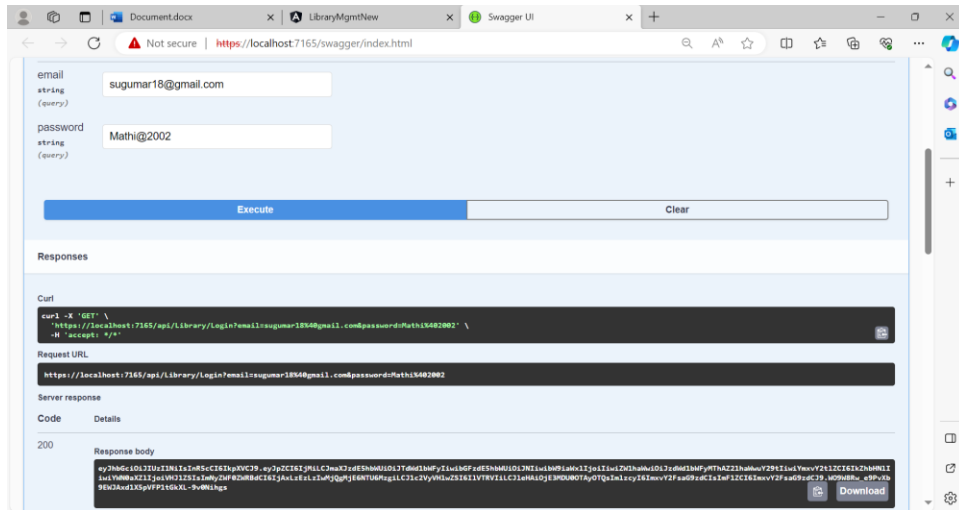 Document.docx
LibraryMgmtNew
Swagger UI
Not secure
https://localhost:7165/swagger/index.html
email
string
(query)
sugumar18@gmail.com
password
string
(query)
Mathi@2002
Execute
Clear
Responses
Curl
curl -X 'GET' \
'https://localhost:7165/api/Library/Login?email=sugumar18%40gmail.com&password=Mathi%402002' \
-H 'accept: */*'
Request URL
https://localhost:7165/api/Library/Login?email=sugumar18%40gmail.com&password=Mathi%402002
Server response
Code Details
200
Response body
Download